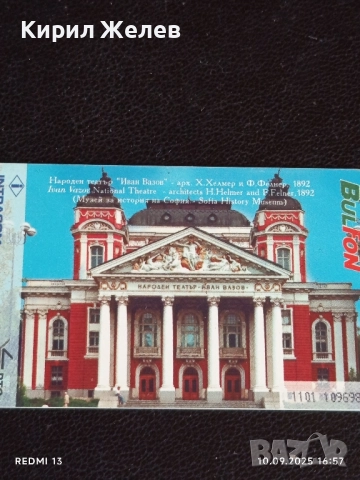 Кирил Желев
Народен театър "Иван Вазов" - арх. Х.Хелмер и Ф.Фелнер, 1892
Ivan Vazov National Theatre - architects H.Helmer and F.Felner, 1892
(Музей за история на София - Sofia History Museum)
BULFON
НАРОДЕН ТЕАТЪР·ИВАН ВАЗОВ
1101 109698
REDMI 13
10.09.2025 16:57
BAZAR